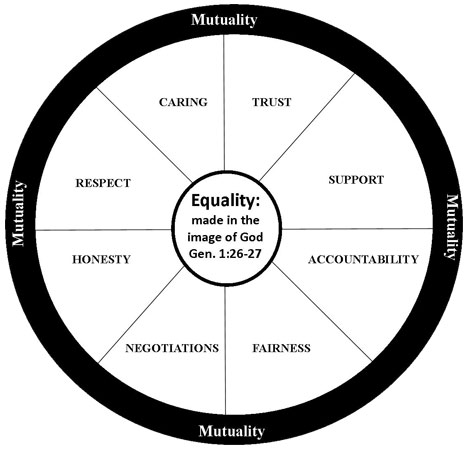 Mutuality
CARING
TRUST
RESPECT
SUPPORT
Mutuality
Equality:
made in the
image of God
Gen. 1:26-27
Mutuality
HONESTY
ACCOUNTABILITY
NEGOTIATIONS
FAIRNESS
Mutuality